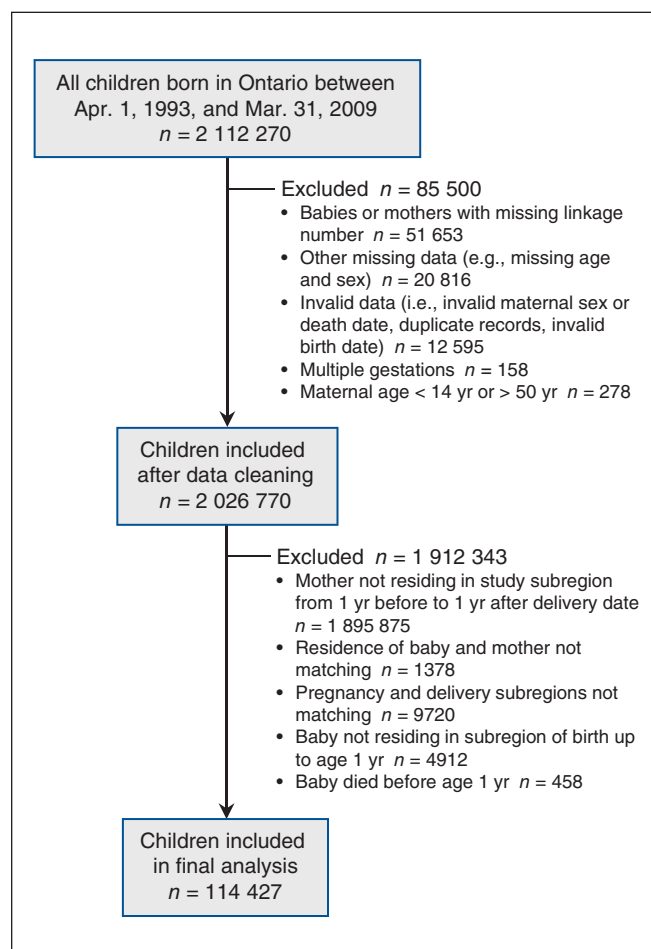 All children born in Ontario between
Apr. 1, 1993, and Mar. 31, 2009
n = 2 112 270
Excluded n = 85 500
• Babies or mothers with missing linkage
number n = 51 653
• Other missing data (e.g., missing age
and sex) n = 20 816
• Invalid data (i.e., invalid maternal sex or
death date, duplicate records, invalid
birth date) n = 12 595
• Multiple gestations n = 158
• Maternal age < 14 yr or > 50 yr n = 278
Children included
after data cleaning
n = 2 026 770
Excluded n = 1 912 343
• Mother not residing in study subregion
from 1 yr before to 1 yr after delivery date
n = 1 895 875
• Residence of baby and mother not
matching n = 1378
• Pregnancy and delivery subregions not
matching n = 9720
• Baby not residing in subregion of birth up
to age 1 yr n = 4912
• Baby died before age 1 yr n = 458
Children included
in final analysis
n = 114 427